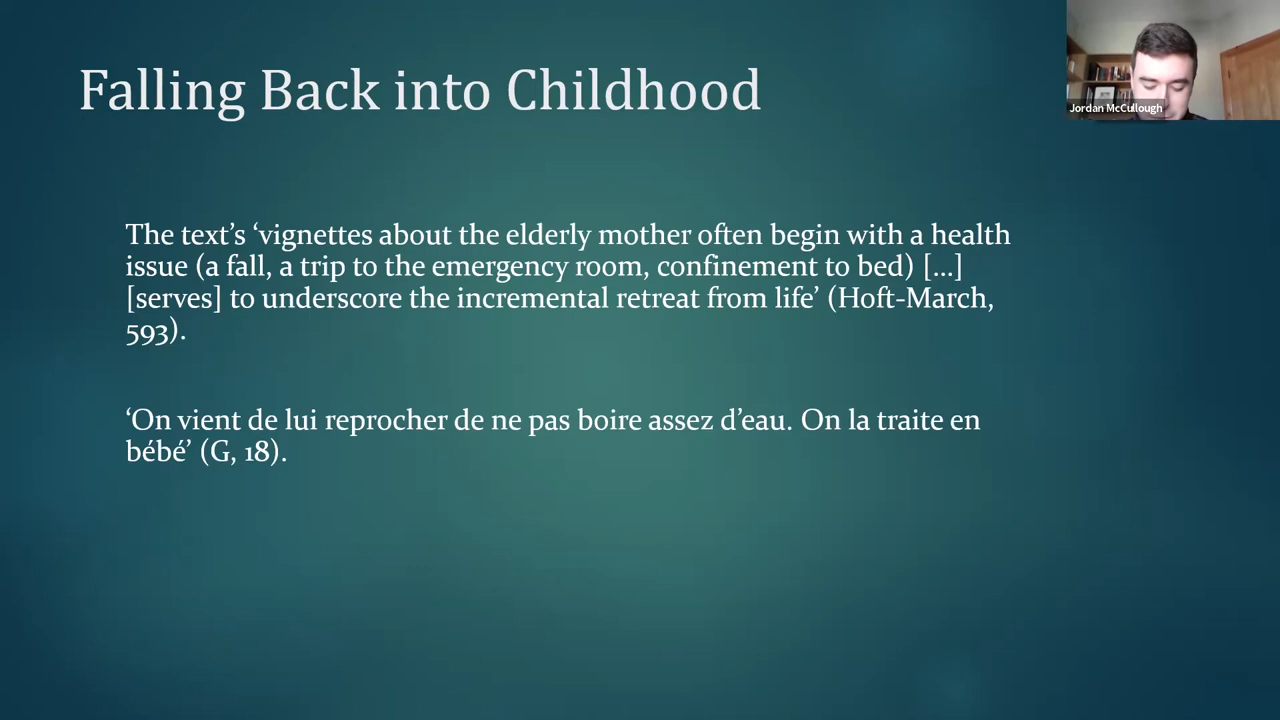 Falling Back into Childhood
Jordan McCullough
The text’s ‘vignettes about the elderly mother often begin with a health
issue (a fall, a trip to the emergency room, confinement to bed) […]
[serves] to underscore the incremental retreat from life’ (Hoft-March,
593).
‘On vient de lui reprocher de ne pas boire assez d’eau. On la traite en
bébé’ (G, 18).